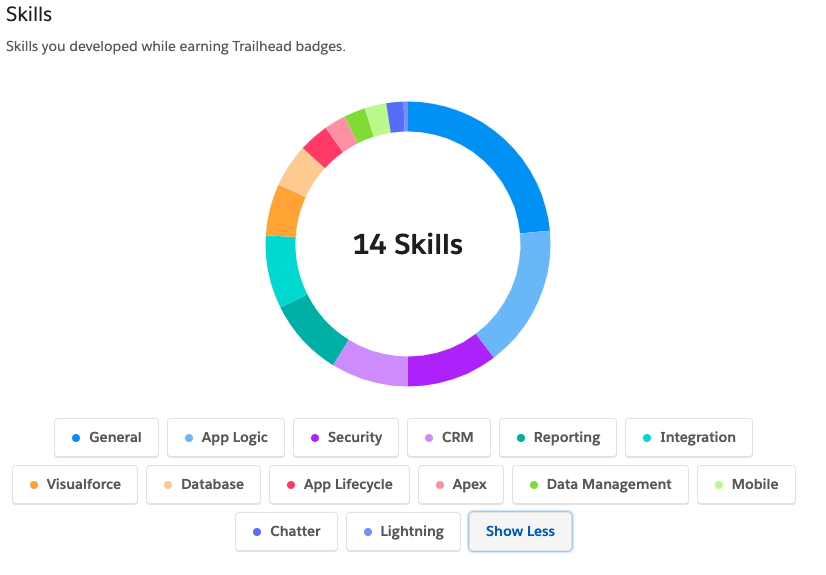 Skills
Skills you developed while earning Trailhead badges.
14 Skills
General App Logic Security CRM Reporting Integration
Visualforce Database App Lifecycle Apex Data Management Mobile
Chatter Lightning Show Less